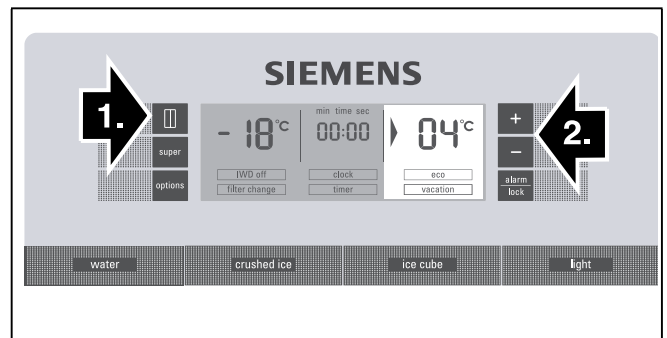 SIEMENS
1.
super
options
min time sec
- 18°C
00:00
04°C
IWD off
clock
eco
filter change
timer
vacation
+
-
alarm
lock
2.
water
crushed ice
ice cube
light